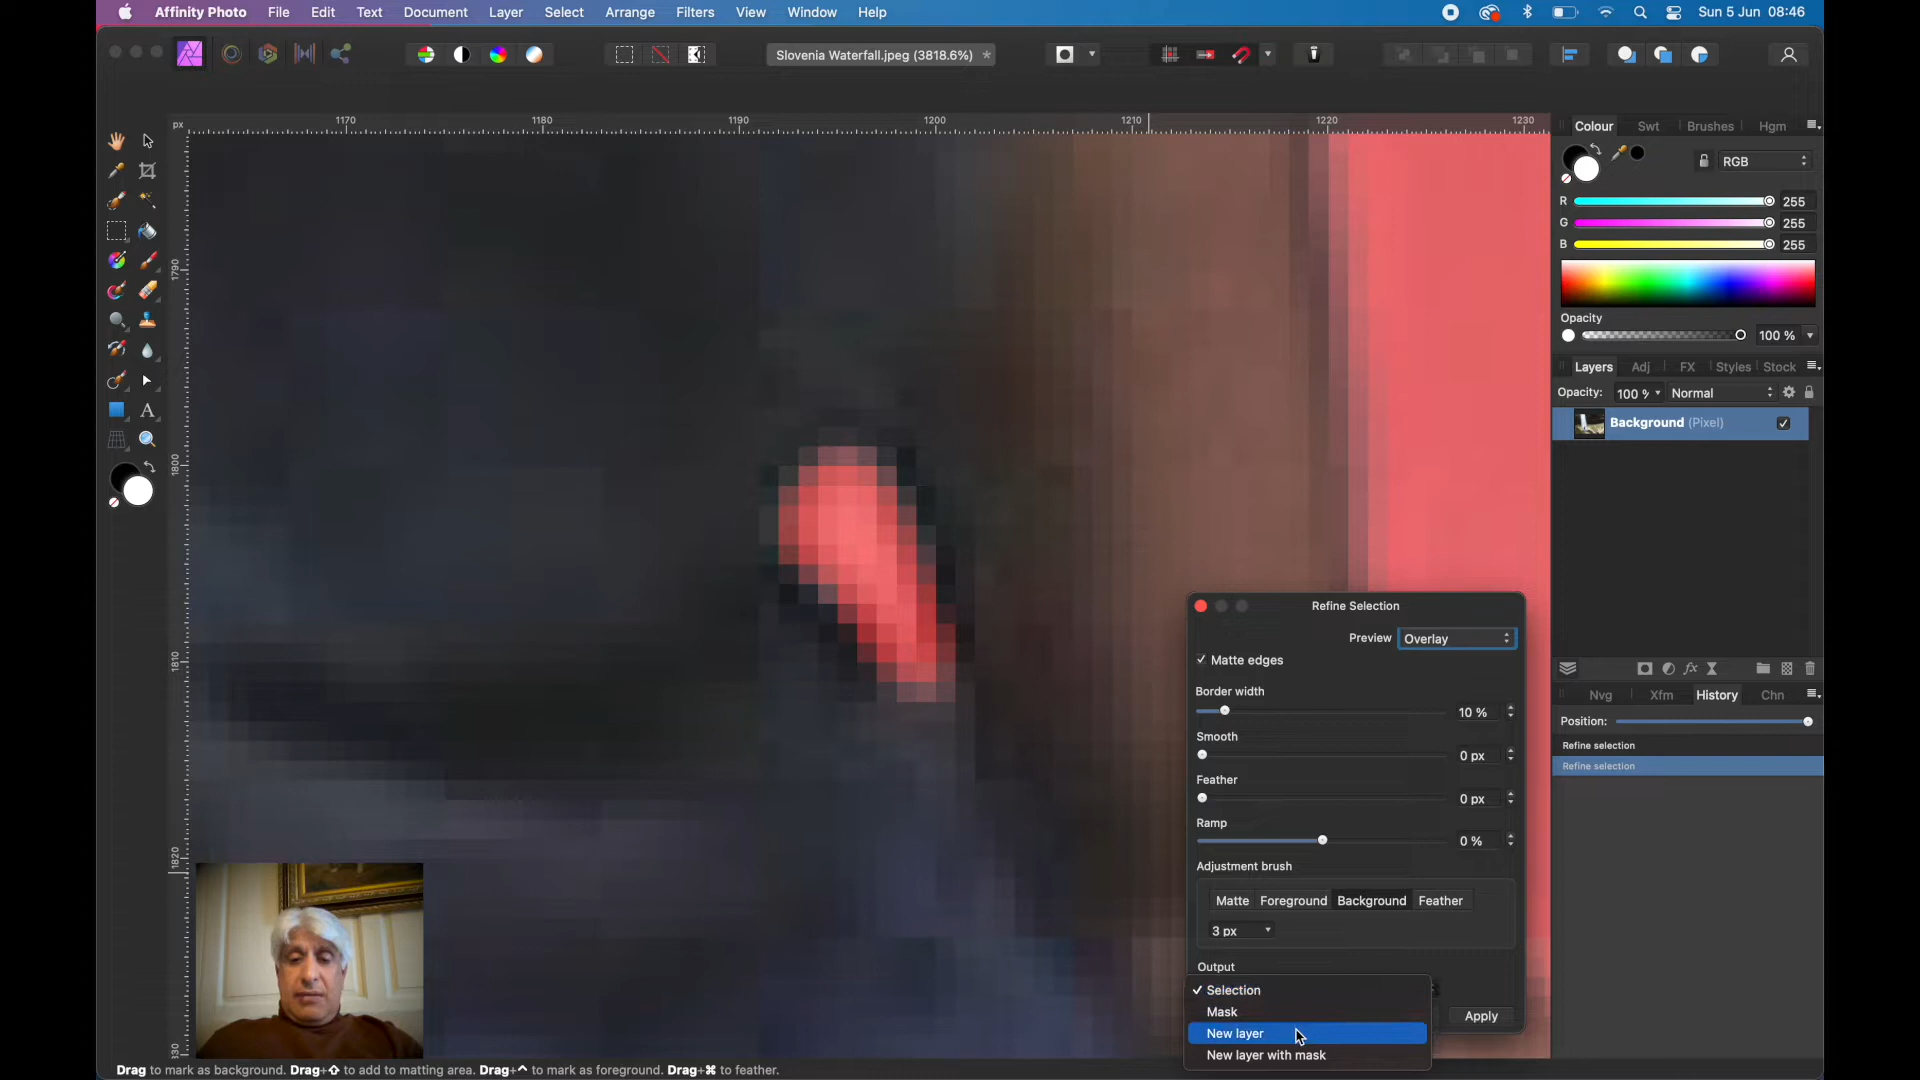 Affinity Photo File Edit Text Document Layer Select Arrange Filters View Window Help Sun 5 Jun 08:46
Slovenia Waterfall.jpeg (3818.6%) *
px 1170 1180 1190 1200 1210 1220 1230
1790
1800
1810
1820
Colour Swt Brushes Hgm
RGB
R 255
G 255
B 255
Opacity
100 %
Layers Adj FX Styles Stock
Opacity: 100 % Normal
Background (Pixel)
Nvg Xfm History Chn
Position:
Refine selection
Refine selection
Refine Selection
Preview Overlay
Matte edges
Border width
10 %
Smooth
0 px
Feather
0 px
Ramp
0 %
Adjustment brush
Matte Foreground Background Feather
3 px
Output
✓ Selection
Mask
New layer
New layer with mask
Apply
Drag to mark as background. Drag+⇧ to add to matting area. Drag+^ to mark as foreground. Drag+⌘ to feather.